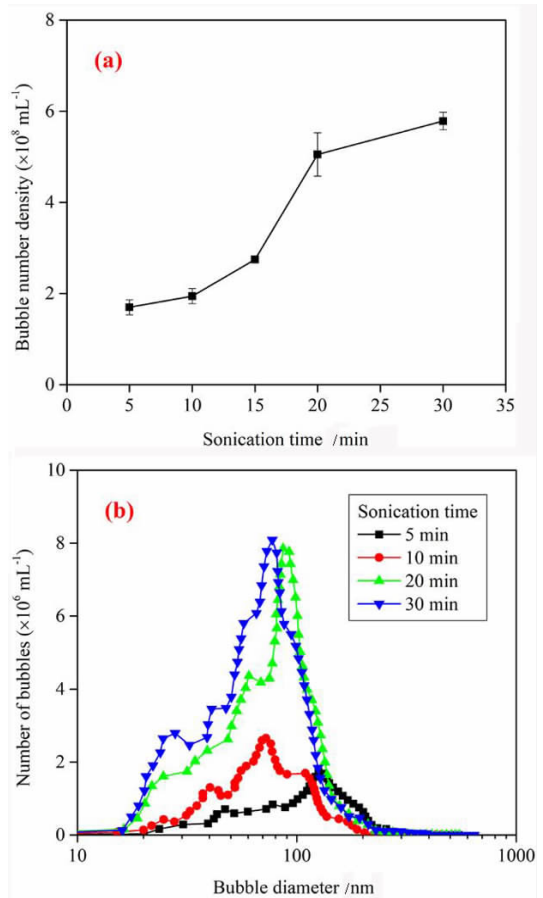 (a)
Bubble number density (×10⁸ mL⁻¹)
8
6
4
2
0
0 5 10 15 20 25 30 35
Sonication time /min
(b)
Number of bubbles (×10⁶ mL⁻¹)
10
8
6
4
2
0
Sonication time
5 min
10 min
20 min
30 min
10 100 1000
Bubble diameter /nm